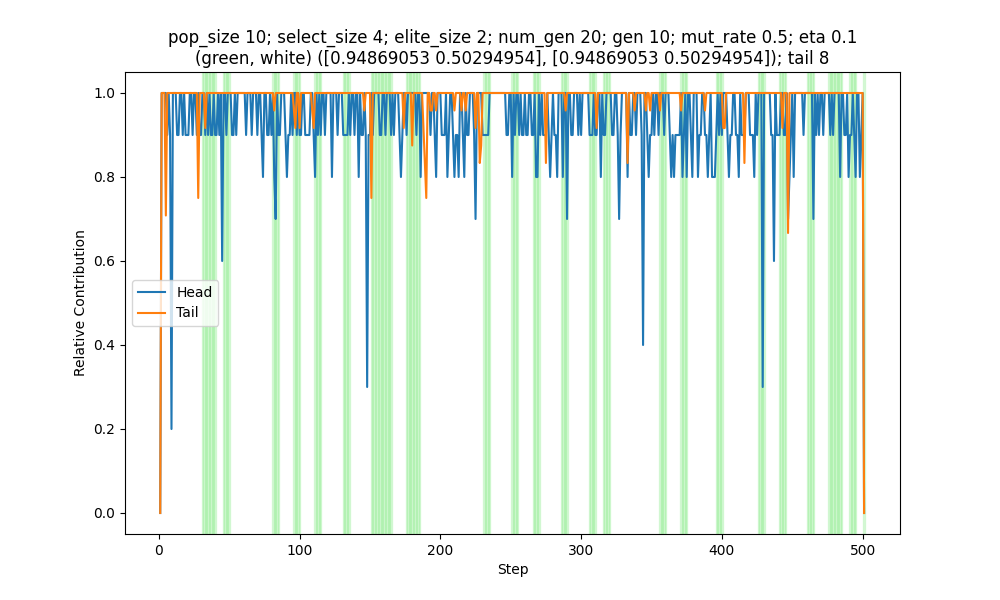 pop_size 10; select_size 4; elite_size 2; num_gen 20; gen 10; mut_rate 0.5; eta 0.1
(green, white) ([0.94869053 0.50294954], [0.94869053 0.50294954]); tail 8
1.0
0.8
0.6
0.4
0.2
0.0
Relative Contribution
Head
Tail
0
100
200
300
400
500
Step